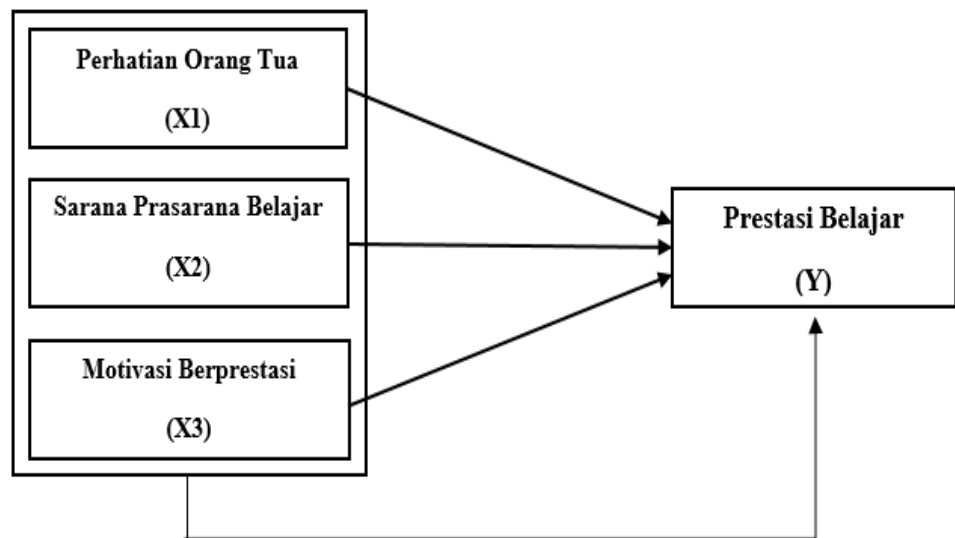 Perhatian Orang Tua
(X1)
Sarana Prasarana Belajar
(X2)
Motivasi Berprestasi
(X3)
Prestasi Belajar
(Y)